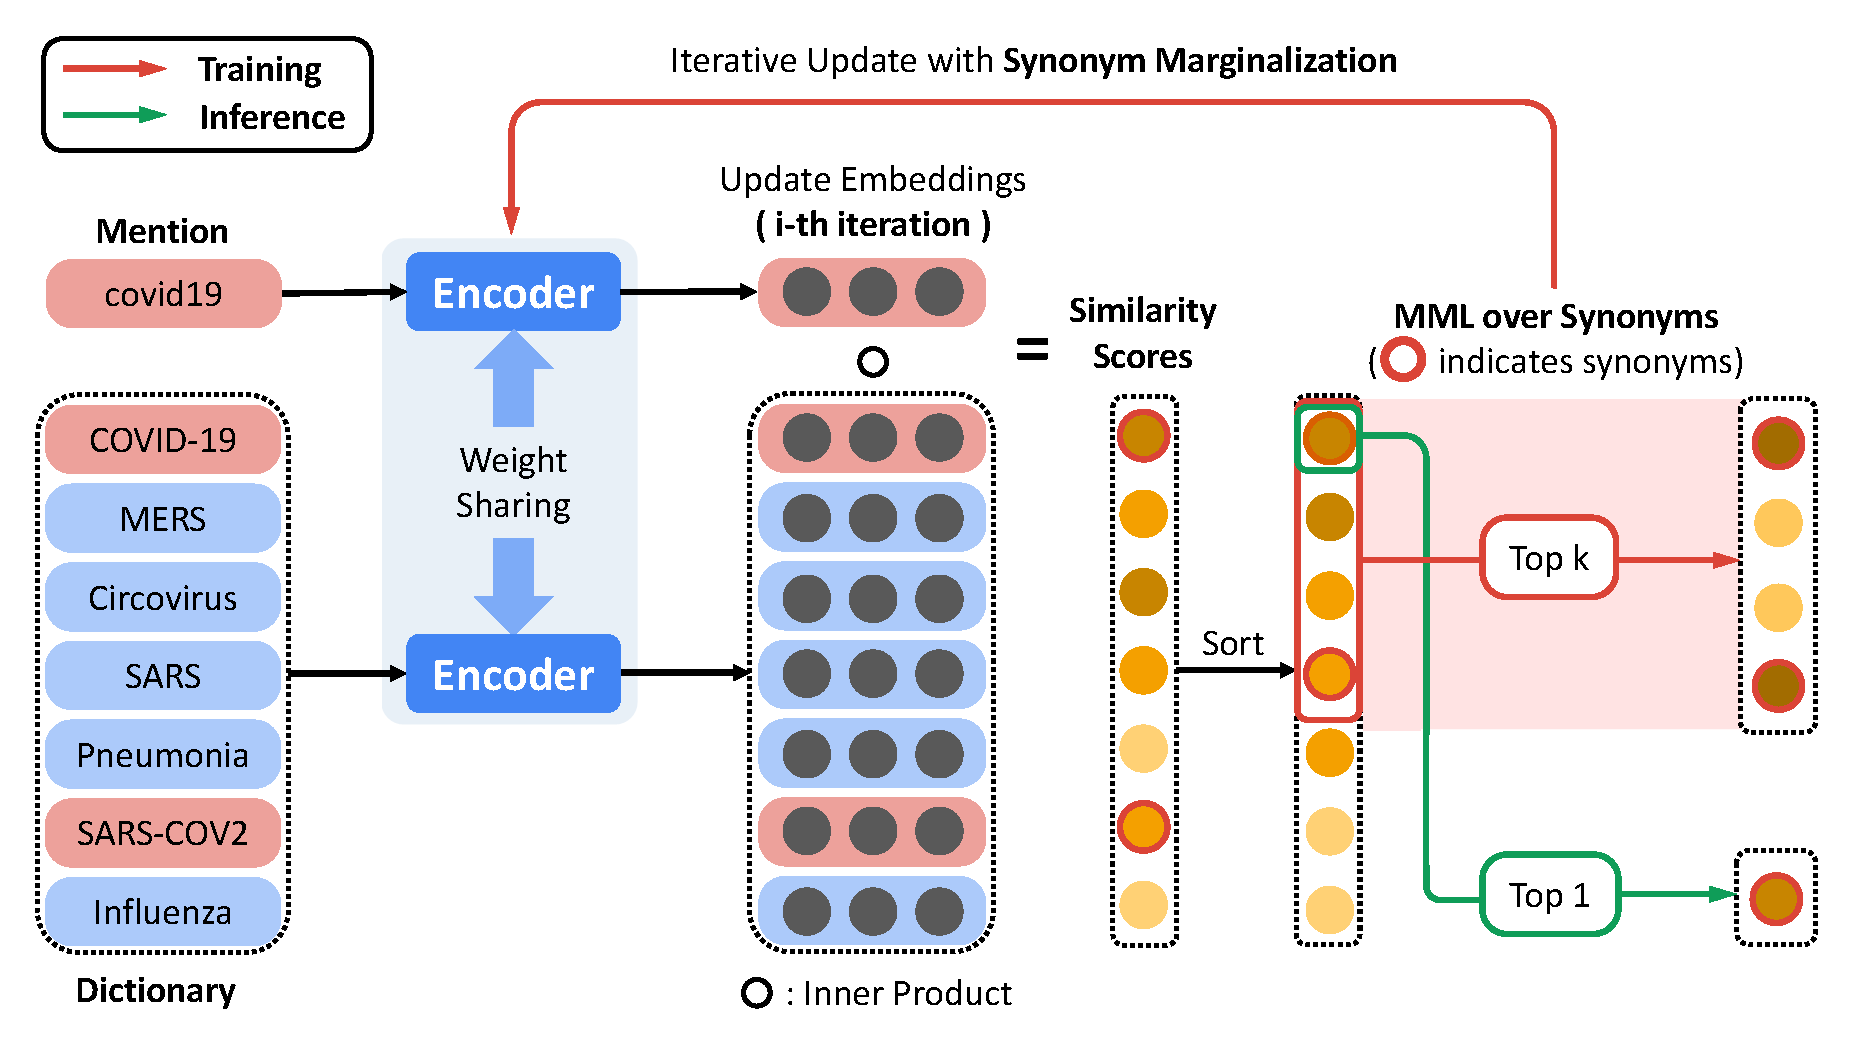 Training
Inference
Iterative Update with Synonym Marginalization
Update Embeddings
( i-th iteration )
Mention
covid19
Encoder
=
Similarity
Scores
MML over Synonyms
( indicates synonyms)
COVID-19
MERS
Circovirus
SARS
Pneumonia
SARS-COV2
Influenza
Dictionary
Weight
Sharing
Encoder
Sort
Top k
Top 1
: Inner Product